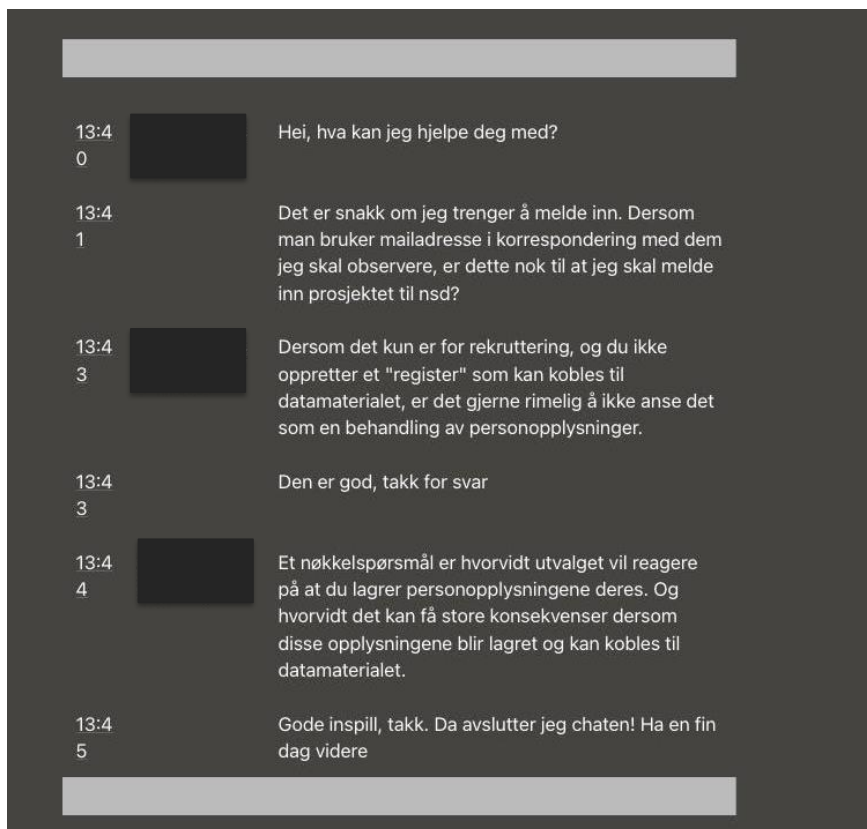 13:4
0
Hei, hva kan jeg hjelpe deg med?
13:4
1
Det er snakk om jeg trenger å melde inn. Dersom
man bruker mailadresse i korrespondering med dem
jeg skal observere, er dette nok til at jeg skal melde
inn prosjektet til nsd?
13:4
3
Dersom det kun er for rekruttering, og du ikke
oppretter et "register" som kan kobles til
datamaterialet, er det gjerne rimelig å ikke anse det
som en behandling av personopplysninger.
13:4
3
Den er god, takk for svar
13:4
4
Et nøkkelspørsmål er hvorvidt utvalget vil reagere
på at du lagrer personopplysningene deres. Og
hvorvidt det kan få store konsekvenser dersom
disse opplysningene blir lagret og kan kobles til
datamaterialet.
13:4
5
Gode inspill, takk. Da avslutter jeg chaten! Ha en fin
dag videre